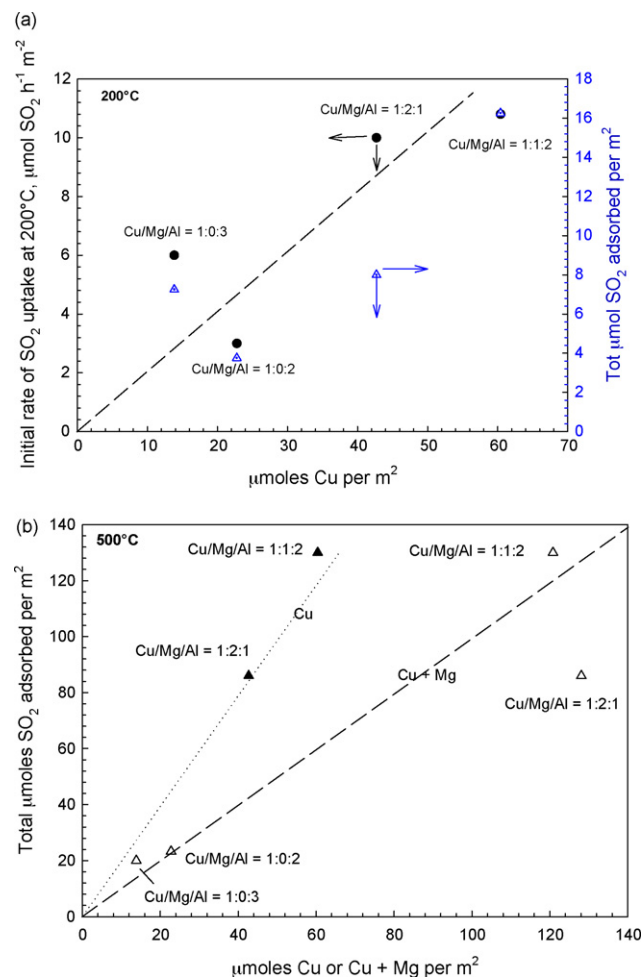 (a)
Initial rate of SO₂ uptake at 200°C, μmol SO₂ h⁻¹ m⁻²
12
10
8
6
4
2
0
200°C
Cu/Mg/Al = 1:2:1
Cu/Mg/Al = 1:1:2
Cu/Mg/Al = 1:0:3
Cu/Mg/Al = 1:0:2
18
16
14
12
10
8
6
4
2
0
Tot μmol SO₂ adsorbed per m²
0 10 20 30 40 50 60 70
μmoles Cu per m²
(b)
Total μmoles SO₂ adsorbed per m²
140
120
100
80
60
40
20
0
500°C
Cu/Mg/Al = 1:1:2
Cu/Mg/Al = 1:1:2
Cu
Cu/Mg/Al = 1:2:1
Cu + Mg
Cu/Mg/Al = 1:2:1
Cu/Mg/Al = 1:0:2
Cu/Mg/Al = 1:0:3
0 20 40 60 80 100 120 140
μmoles Cu or Cu + Mg per m²